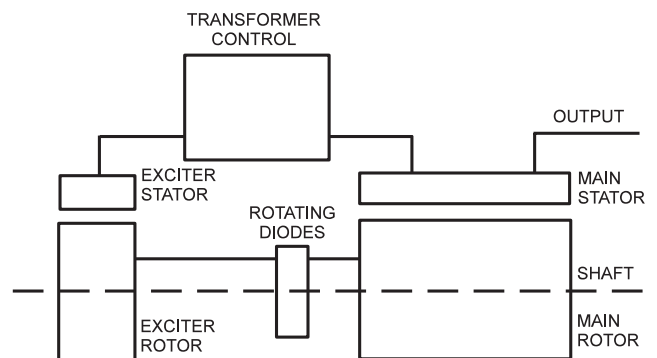 TRANSFORMER
CONTROL
OUTPUT
EXCITER
STATOR
MAIN
STATOR
ROTATING
DIODES
SHAFT
EXCITER
ROTOR
MAIN
ROTOR